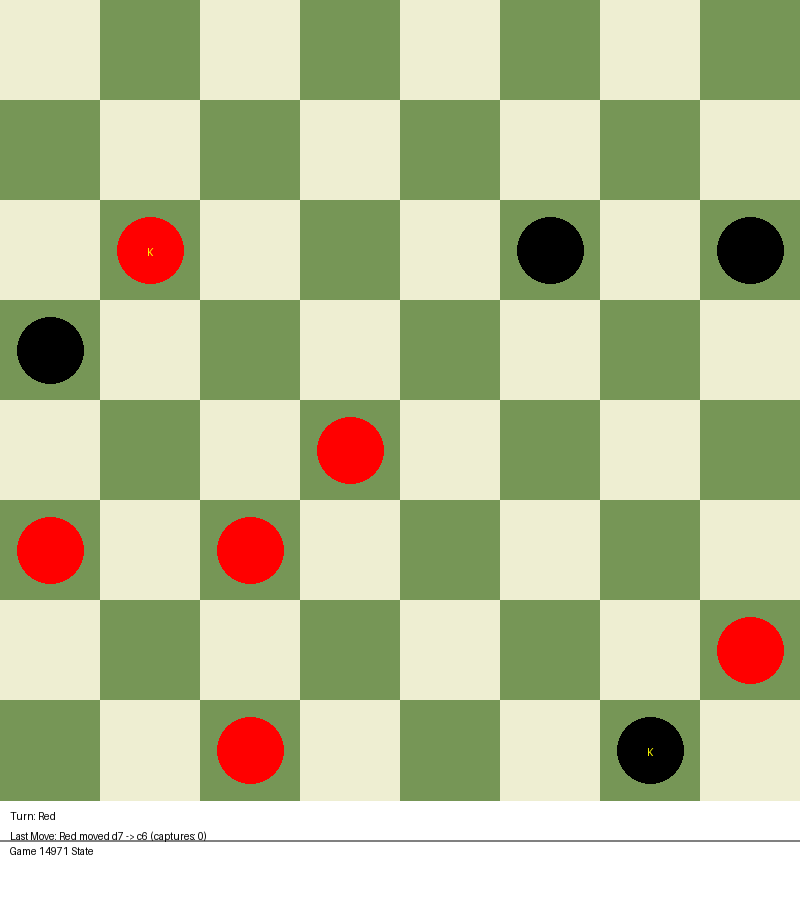 K
K
Turn: Red
Last Move: Red moved d7 -> c6 (captures: 0)
Game 14971 State